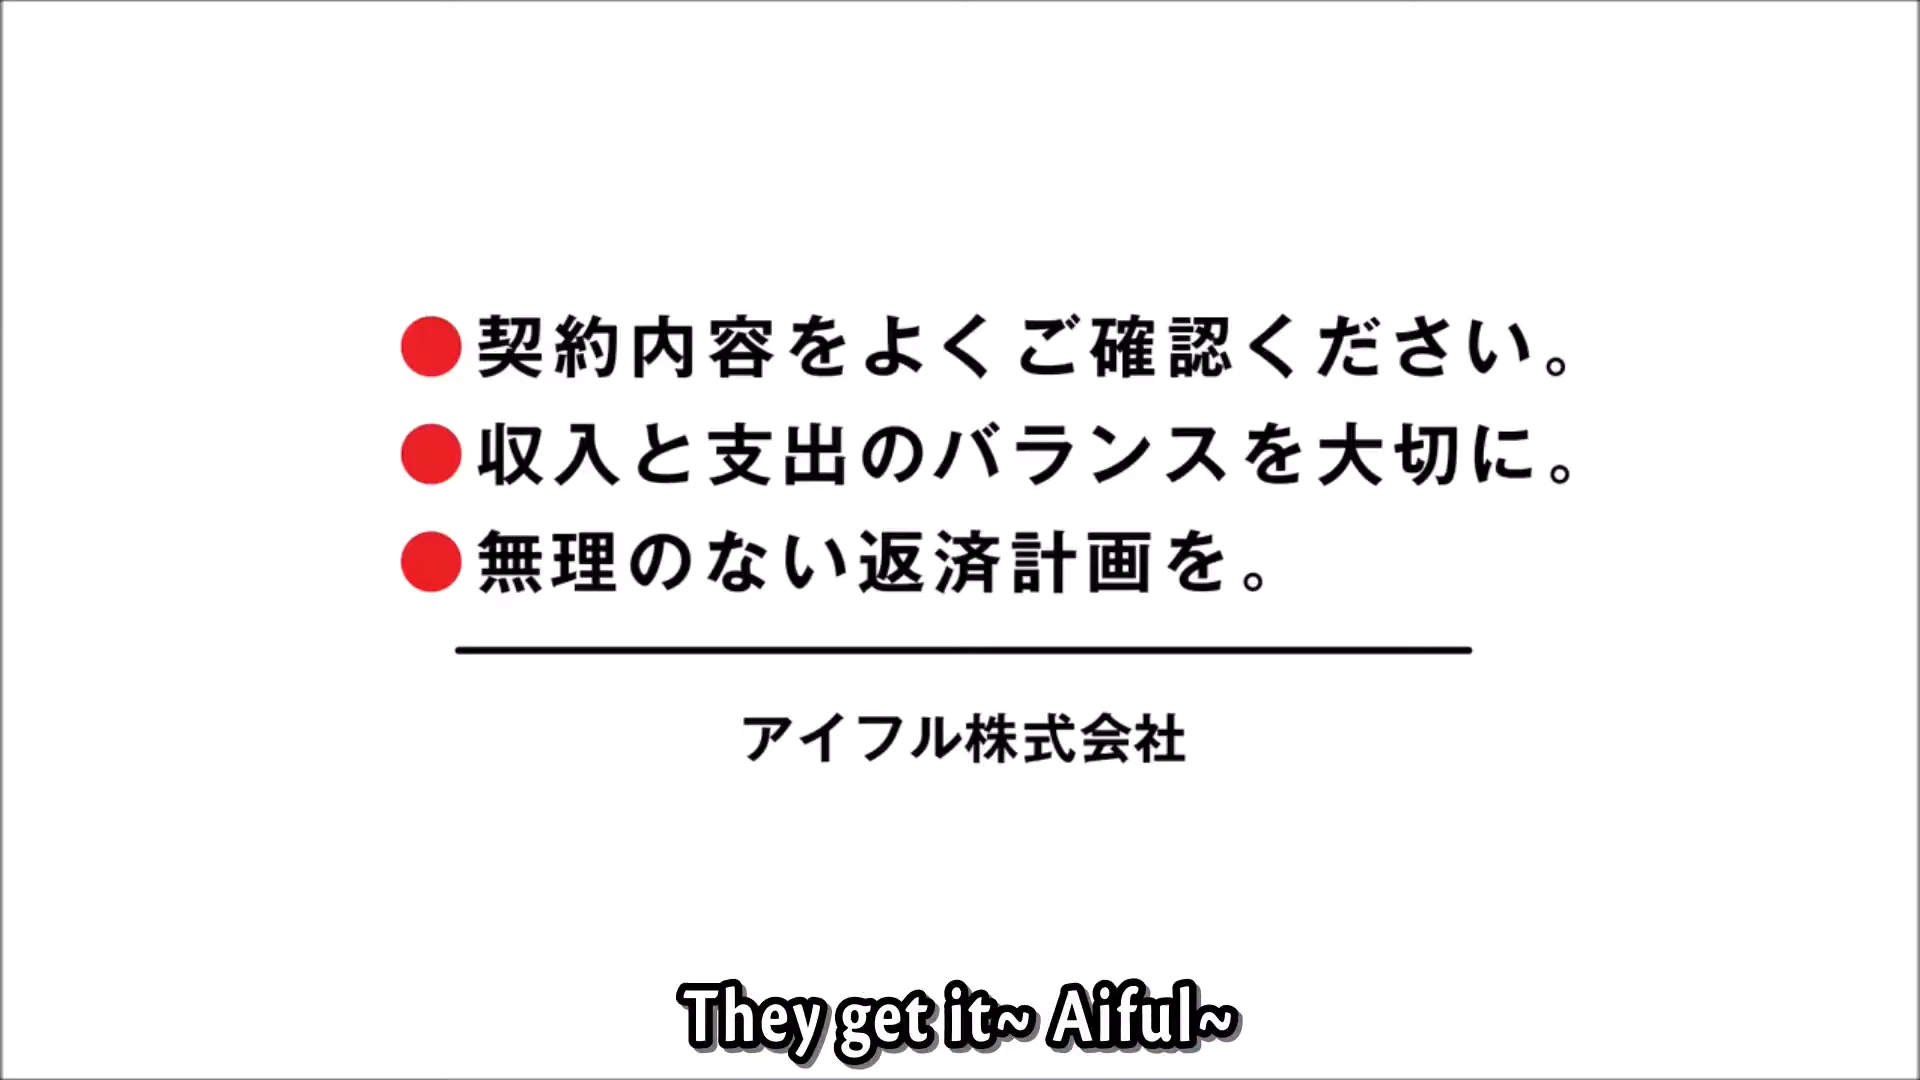 ●契約内容をよくご確認ください。
●収入と支出のバランスを大切に。
●無理のない返済計画を。
アイフル株式会社
They get it~ Aiful~